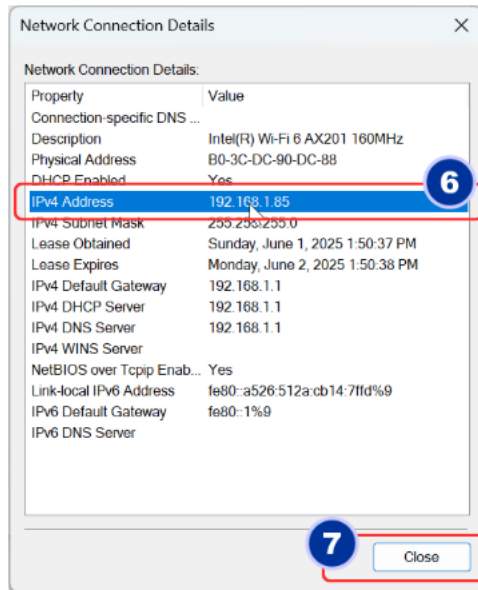 Network Connection Details
Network Connection Details:
Property Value
Connection-specific DNS ...
Description Intel(R) Wi-Fi 6 AX201 160MHz
Physical Address B0-3C-DC-90-DC-88
DHCP Enabled Yes
6
IPv4 Address 192.168.1.85
IPv4 Subnet Mask 255.255.255.0
Lease Obtained Sunday, June 1, 2025 1:50:37 PM
Lease Expires Monday, June 2, 2025 1:50:38 PM
IPv4 Default Gateway 192.168.1.1
IPv4 DHCP Server 192.168.1.1
IPv4 DNS Server 192.168.1.1
IPv4 WINS Server
NetBIOS over Tcpip Enab... Yes
Link-local IPv6 Address fe80::a526:512a:cb14:7ffd%9
IPv6 Default Gateway fe80::1%9
IPv6 DNS Server
7
Close